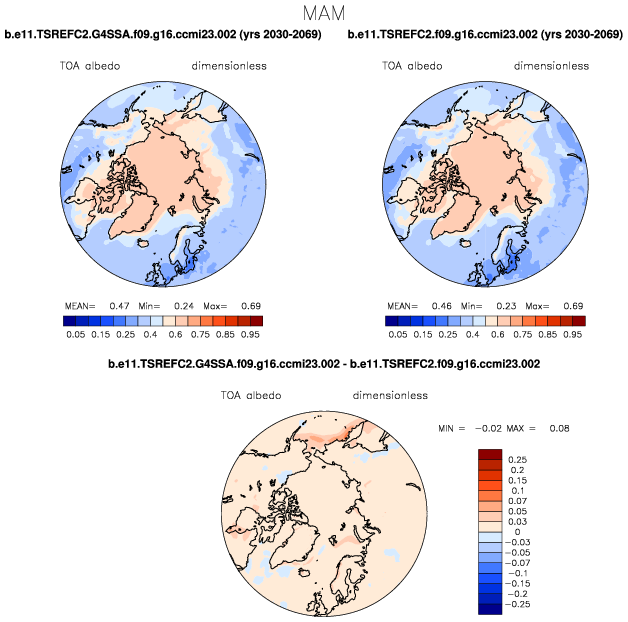 MAM
b.e11.TSREFC2.G4SSA.f09.g16.ccmi23.002 (yrs 2030-2069)
b.e11.TSREFC2.f09.g16.ccmi23.002 (yrs 2030-2069)
TOA albedo dimensionless
TOA albedo dimensionless
MEAN= 0.47 Min= 0.24 Max= 0.69
MEAN= 0.46 Min= 0.23 Max= 0.69
0.05 0.15 0.25 0.4 0.6 0.75 0.85 0.95
0.05 0.15 0.25 0.4 0.6 0.75 0.85 0.95
b.e11.TSREFC2.G4SSA.f09.g16.ccmi23.002 - b.e11.TSREFC2.f09.g16.ccmi23.002
TOA albedo dimensionless
MIN = -0.02 MAX = 0.08
0.25
0.2
0.15
0.1
0.07
0.05
0.03
0
-0.03
-0.05
-0.07
-0.1
-0.15
-0.2
-0.25